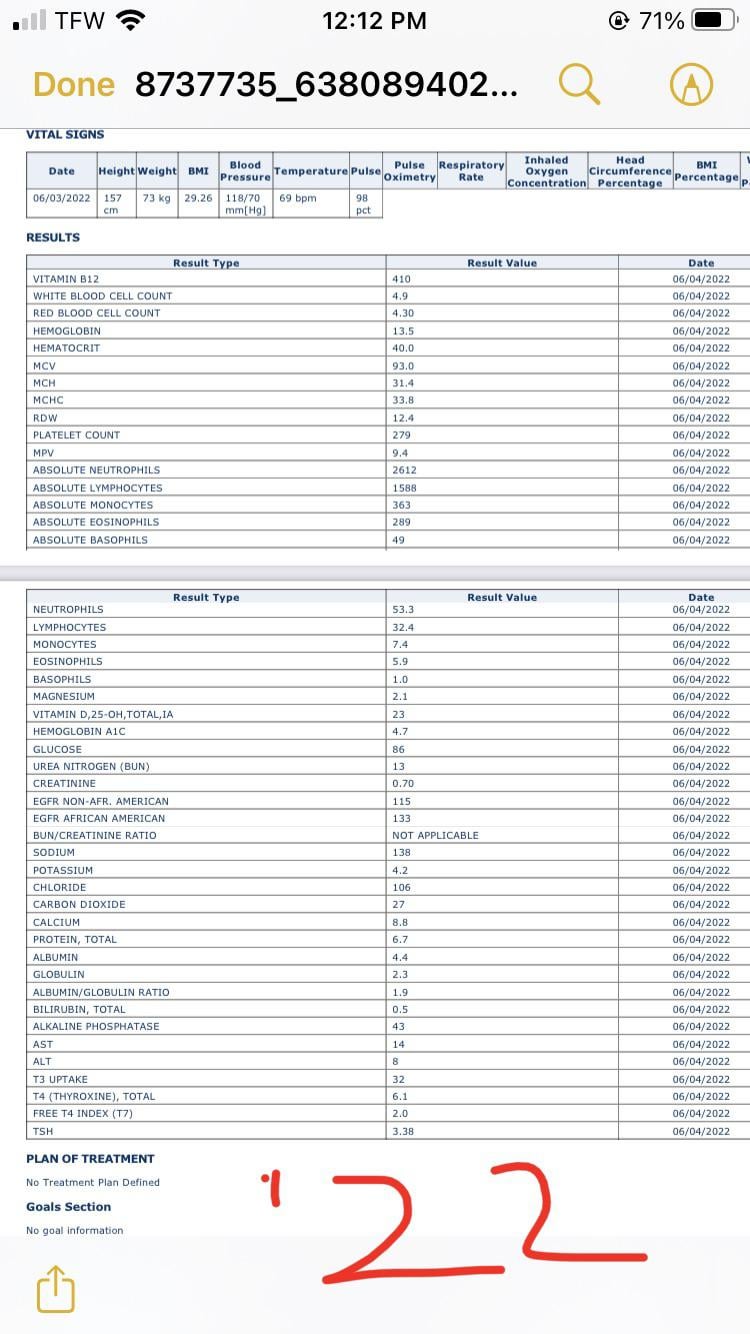 TFW 12:12 PM 71%
Done 8737735_638089402...
VITAL SIGNS
Date Height Weight BMI Blood Pressure Temperature Pulse Pulse Oximetry Respiratory Rate Inhaled Oxygen Concentration Head Circumference Percentage BMI Percentage
06/03/2022 157 cm 73 kg 29.26 118/70 mm[Hg] 69 bpm 98 pct
RESULTS
Result Type Result Value Date
VITAMIN B12 410 06/04/2022
WHITE BLOOD CELL COUNT 4.9 06/04/2022
RED BLOOD CELL COUNT 4.30 06/04/2022
HEMOGLOBIN 13.5 06/04/2022
HEMATOCRIT 40.0 06/04/2022
MCV 93.0 06/04/2022
MCH 31.4 06/04/2022
MCHC 33.8 06/04/2022
RDW 12.4 06/04/2022
PLATELET COUNT 279 06/04/2022
MPV 9.4 06/04/2022
ABSOLUTE NEUTROPHILS 2612 06/04/2022
ABSOLUTE LYMPHOCYTES 1588 06/04/2022
ABSOLUTE MONOCYTES 363 06/04/2022
ABSOLUTE EOSINOPHILS 289 06/04/2022
ABSOLUTE BASOPHILS 49 06/04/2022
Result Type Result Value Date
NEUTROPHILS 53.3 06/04/2022
LYMPHOCYTES 32.4 06/04/2022
MONOCYTES 7.4 06/04/2022
EOSINOPHILS 5.9 06/04/2022
BASOPHILS 1.0 06/04/2022
MAGNESIUM 2.1 06/04/2022
VITAMIN D,25-OH,TOTAL,IA 23 06/04/2022
HEMOGLOBIN A1C 4.7 06/04/2022
GLUCOSE 86 06/04/2022
UREA NITROGEN (BUN) 13 06/04/2022
CREATININE 0.70 06/04/2022
EGFR NON-AFR. AMERICAN 115 06/04/2022
EGFR AFRICAN AMERICAN 133 06/04/2022
BUN/CREATININE RATIO NOT APPLICABLE 06/04/2022
SODIUM 138 06/04/2022
POTASSIUM 4.2 06/04/2022
CHLORIDE 106 06/04/2022
CARBON DIOXIDE 27 06/04/2022
CALCIUM 8.8 06/04/2022
PROTEIN, TOTAL 6.7 06/04/2022
ALBUMIN 4.4 06/04/2022
GLOBULIN 2.3 06/04/2022
ALBUMIN/GLOBULIN RATIO 1.9 06/04/2022
BILIRUBIN, TOTAL 0.5 06/04/2022
ALKALINE PHOSPHATASE 43 06/04/2022
AST 14 06/04/2022
ALT 8 06/04/2022
T3 UPTAKE 32 06/04/2022
T4 (THYROXINE), TOTAL 6.1 06/04/2022
FREE T4 INDEX (T7) 2.0 06/04/2022
TSH 3.38 06/04/2022
PLAN OF TREATMENT
No Treatment Plan Defined
Goals Section
No goal information
'22